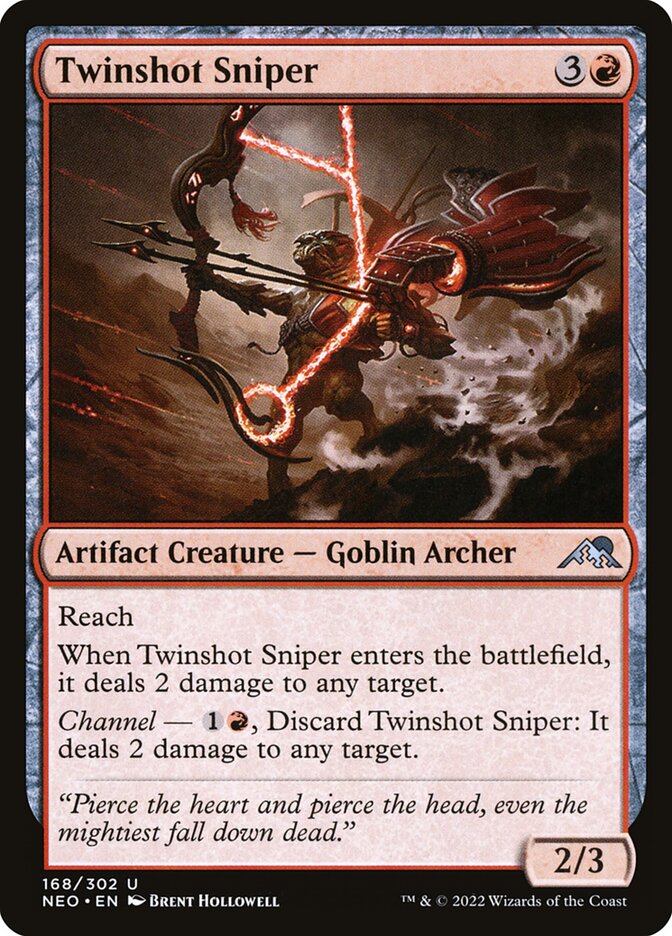 Twinshot Sniper 3
Artifact Creature — Goblin Archer
Reach
When Twinshot Sniper enters the battlefield,
it deals 2 damage to any target.
Channel — 1, Discard Twinshot Sniper: It
deals 2 damage to any target.
“Pierce the heart and pierce the head, even the
mightiest fall down dead.”
2/3
168/302 U
NEO • EN Brent Hollowell
™ & © 2022 Wizards of the Coast